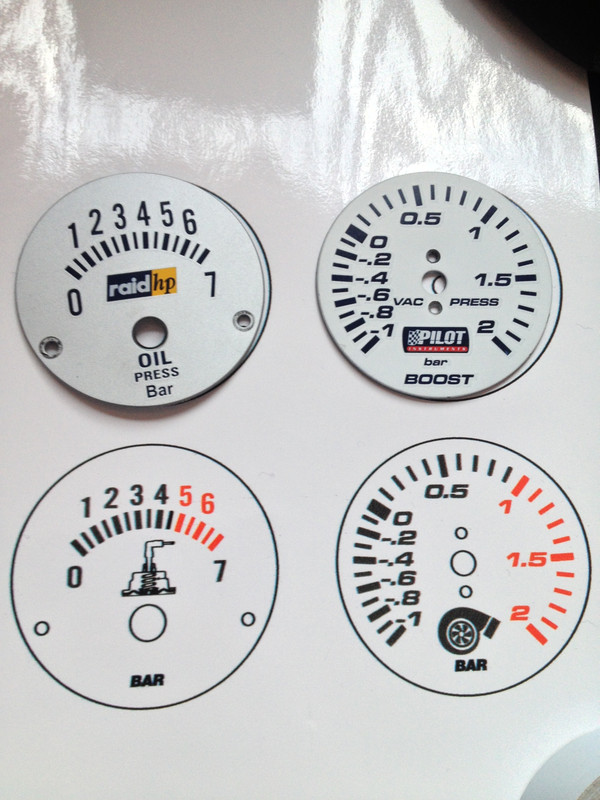 1 2 3 4 5 6
0 7
raid hp
OIL
PRESS
Bar
0.5 1
0
-.2
-.4 1.5
-.6
VAC PRESS
-.8
-1 2
PILOT
INSTRUMENTS
bar
BOOST
1 2 3 4 5 6
0 7
BAR
0.5 1
0
-.2
-.4 1.5
-.6
-.8
-1 2
BAR